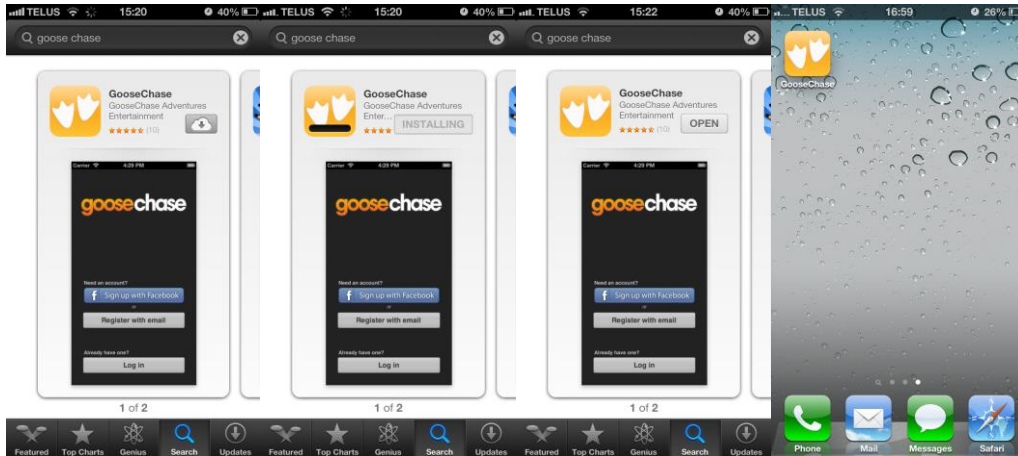 TELUS 15:20 40%
goose chase
GooseChase
GooseChase Adventures
Entertainment
(10)
Carrier 4:29 PM
goosechase
Need an account?
f Sign up with Facebook
or
Register with email
Already have one?
Log in
1 of 2
Featured Top Charts Genius Search Updates
TELUS 15:20 40%
goose chase
GooseChase
GooseChase Adventures
Enter...
INSTALLING
Carrier 4:29 PM
goosechase
Need an account?
f Sign up with Facebook
or
Register with email
Already have one?
Log in
1 of 2
Featured Top Charts Genius Search Updates
TELUS 15:22 40%
goose chase
GooseChase
GooseChase Adventures
Entertainment
(10) OPEN
Carrier 4:29 PM
goosechase
Need an account?
f Sign up with Facebook
or
Register with email
Already have one?
Log in
1 of 2
Featured Top Charts Genius Search Updates
TELUS 16:59 26%
GooseChase
Phone Mail Messages Safari